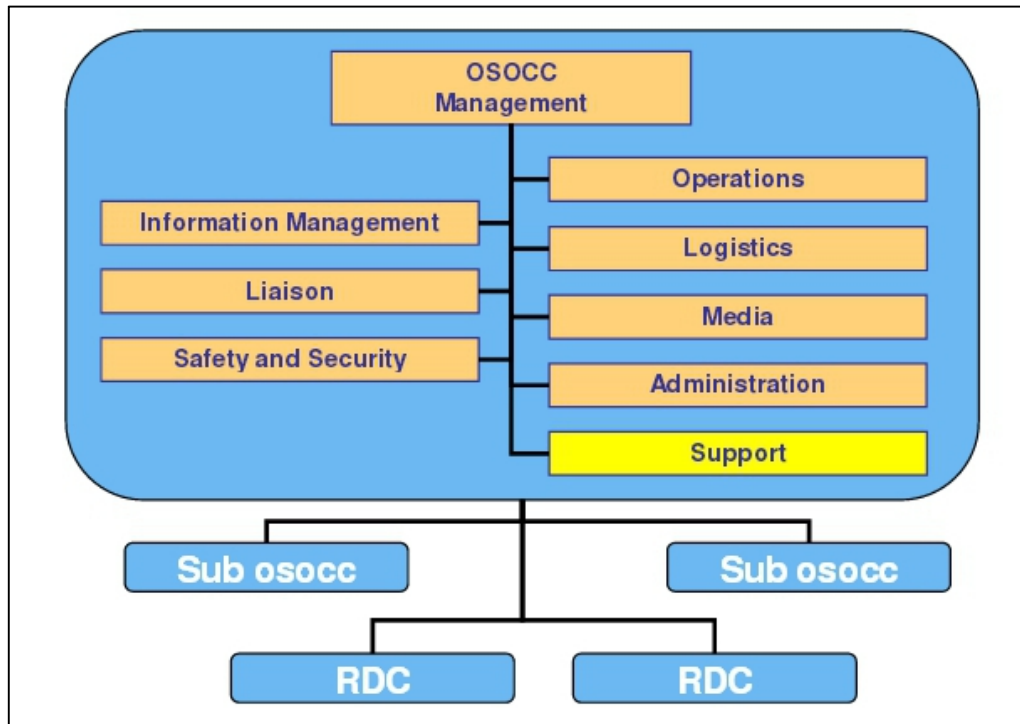 OSOCC
Management
Operations
Information Management
Logistics
Liaison
Media
Safety and Security
Administration
Support
Sub osocc
Sub osocc
RDC
RDC